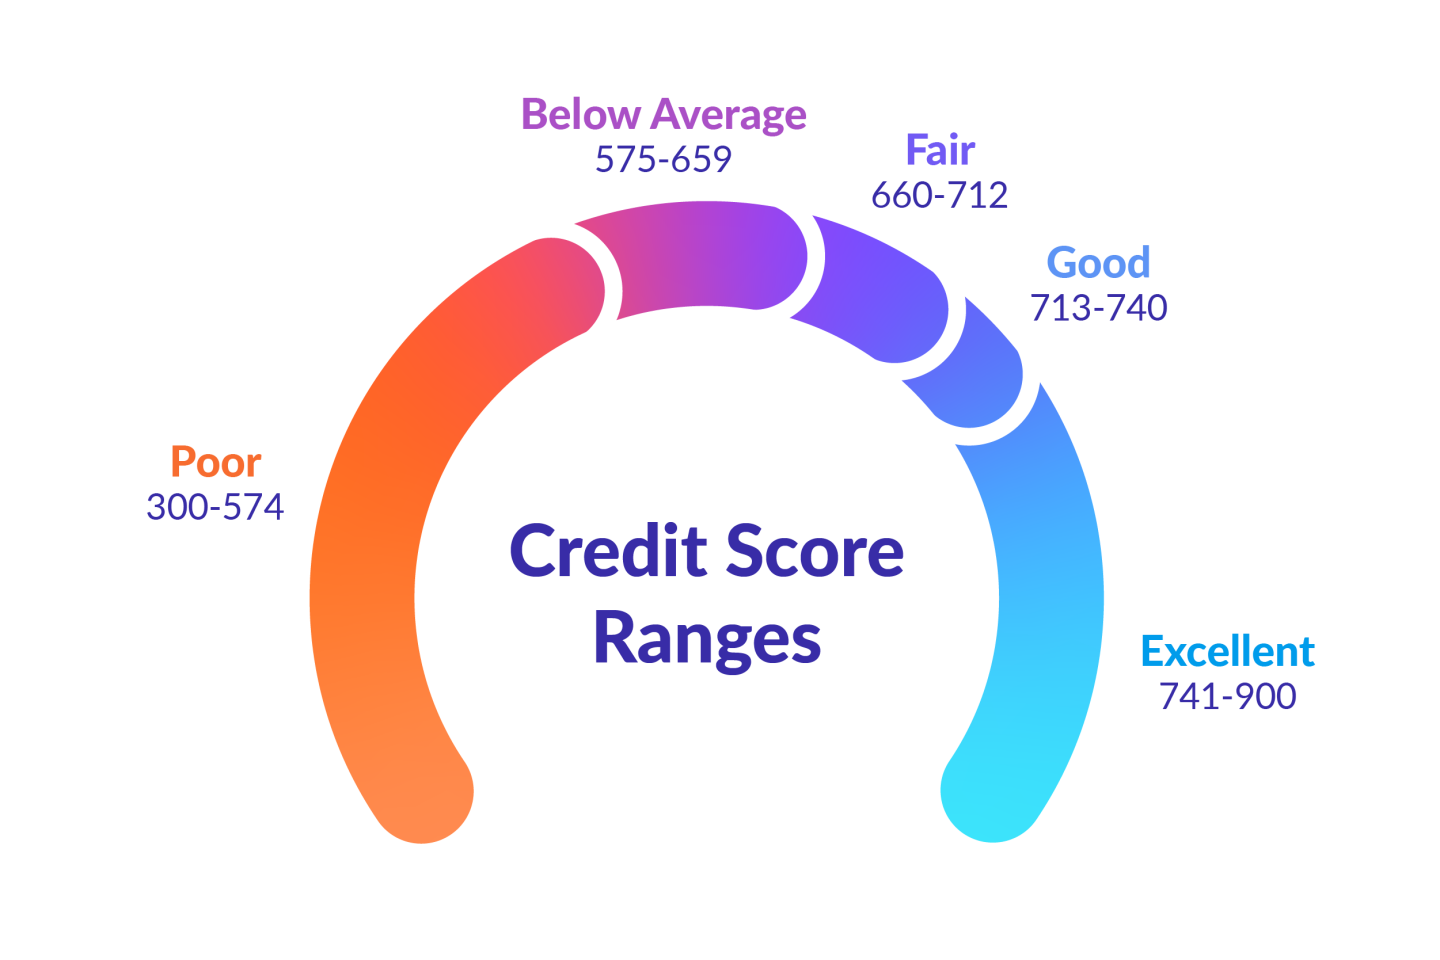 Below Average
575-659
Fair
660-712
Good
713-740
Poor
300-574
Credit Score
Ranges
Excellent
741-900